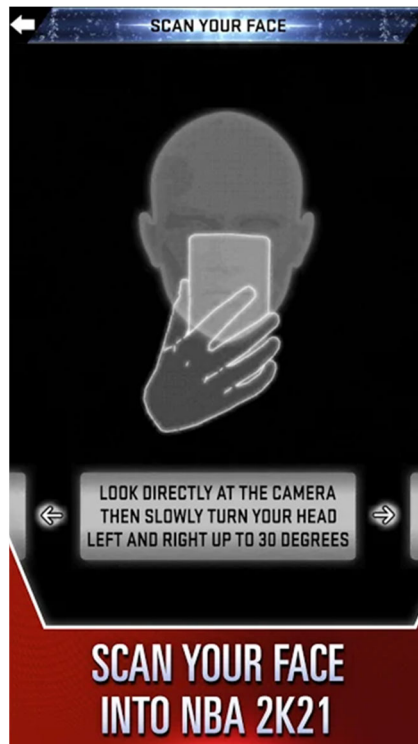 SCAN YOUR FACE
LOOK DIRECTLY AT THE CAMERA
THEN SLOWLY TURN YOUR HEAD
LEFT AND RIGHT UP TO 30 DEGREES
SCAN YOUR FACE
INTO NBA 2K21